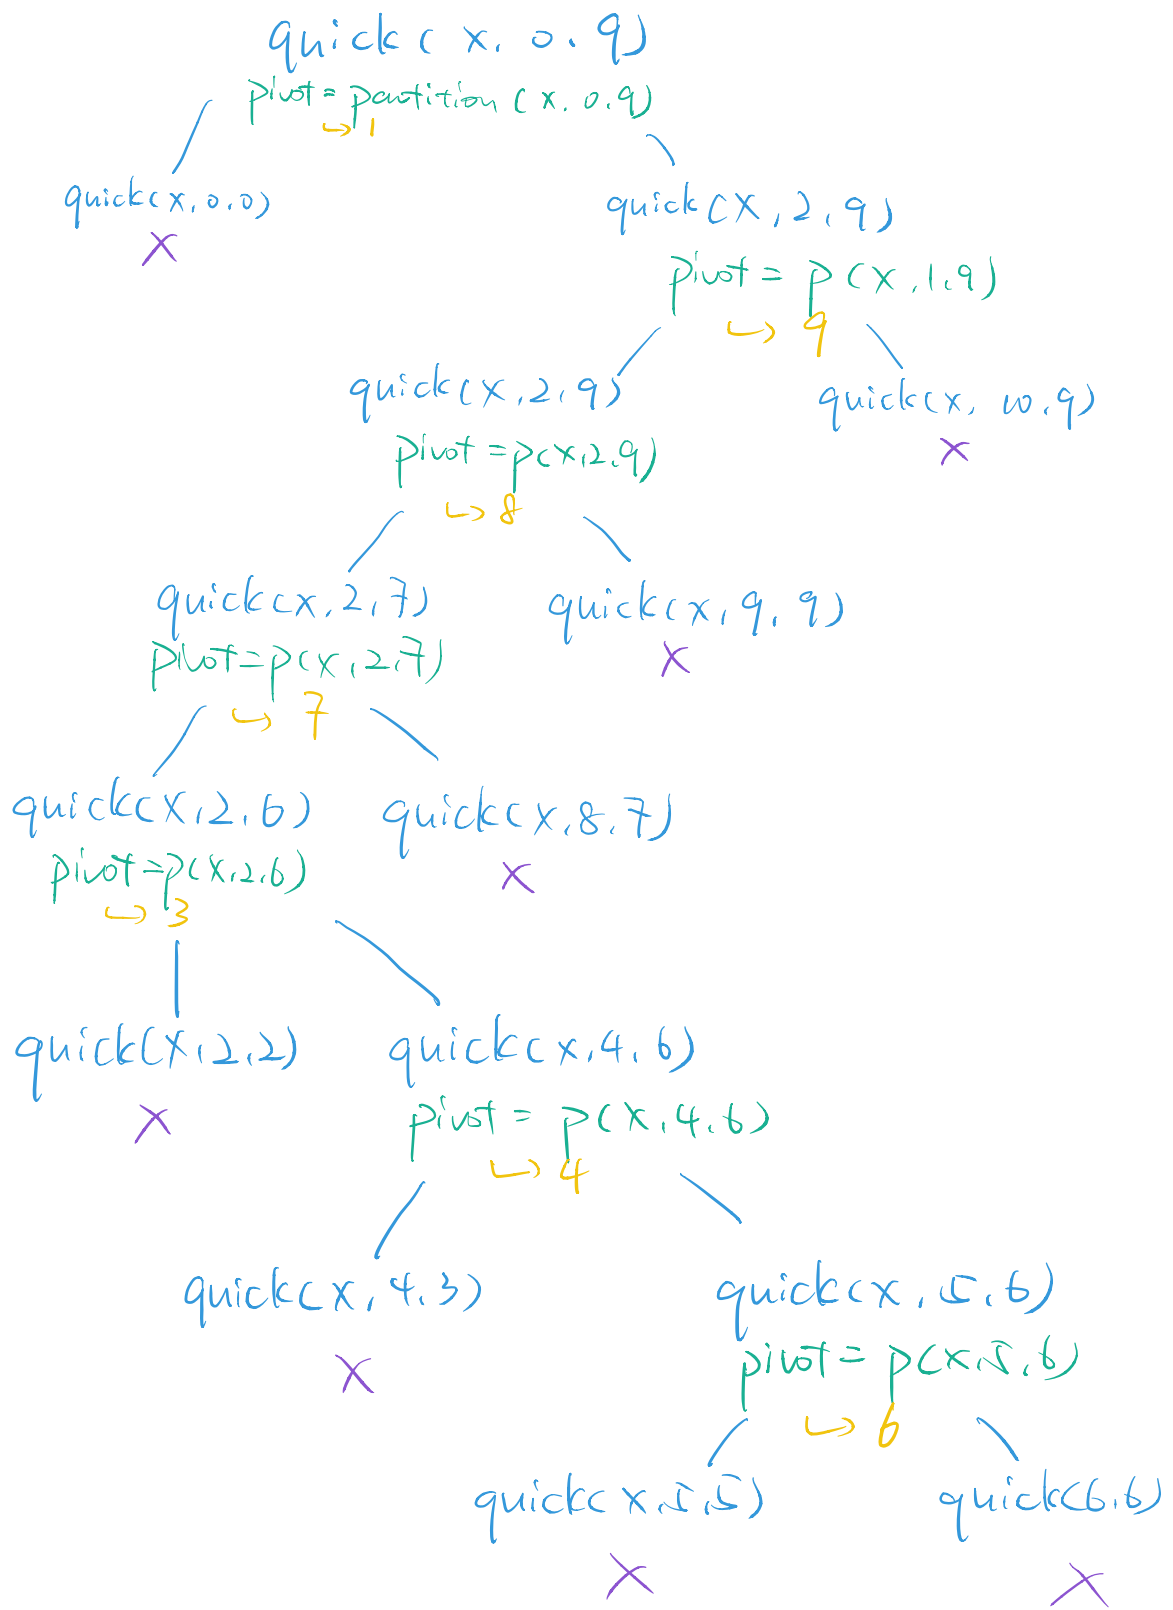 quick(x, 0, 9)
pivot = partition(x, 0, 9)
↪ 1
quick(x, 0, 0)
x
quick(x, 2, 9)
pivot = p(x, 1, 9)
↪ 9
quick(x, 2, 9)
quick(x, 10, 9)
pivot = p(x, 2, 9)
x
↪ 8
quick(x, 2, 7)
quick(x, 9, 9)
pivot = p(x, 2, 7)
x
↪ 7
quick(x, 2, 6)
quick(x, 8, 7)
pivot = p(x, 2, 6)
x
↪ 3
quick(x, 2, 2)
quick(x, 4, 6)
x
pivot = p(x, 4, 6)
↪ 4
quick(x, 4, 3)
quick(x, 5, 6)
x
pivot = p(x, 5, 6)
↪ 6
quick(x, 5, 5)
quick(6, 6)
x
x